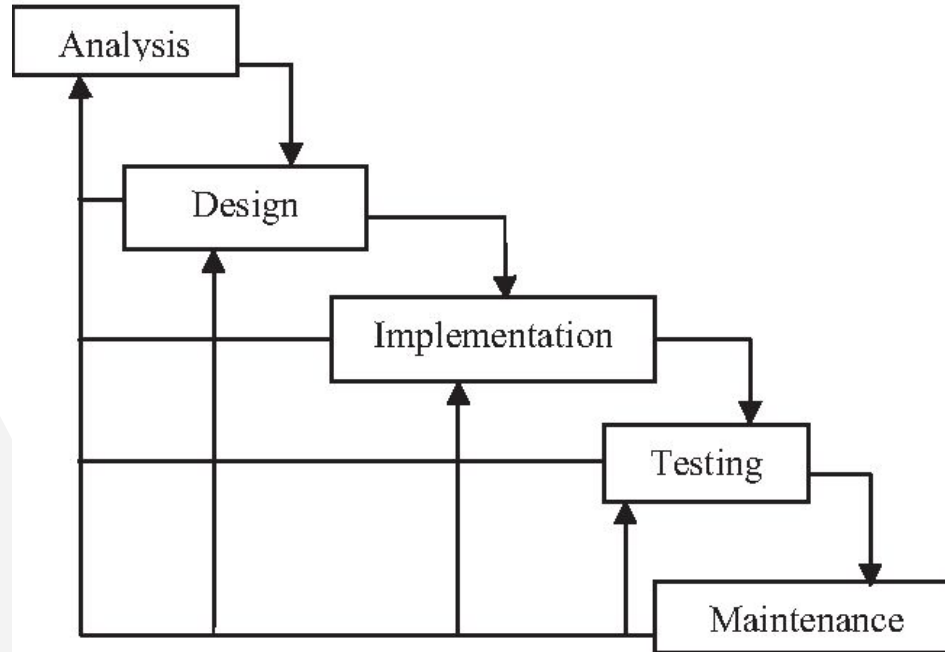 Analysis
Design
Implementation
Testing
Maintenance